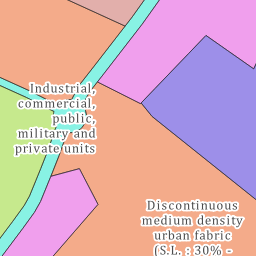 Industrial,
commercial,
public,
military and
private units
Discontinuous
medium density
urban fabric
(S.L. : 30% -